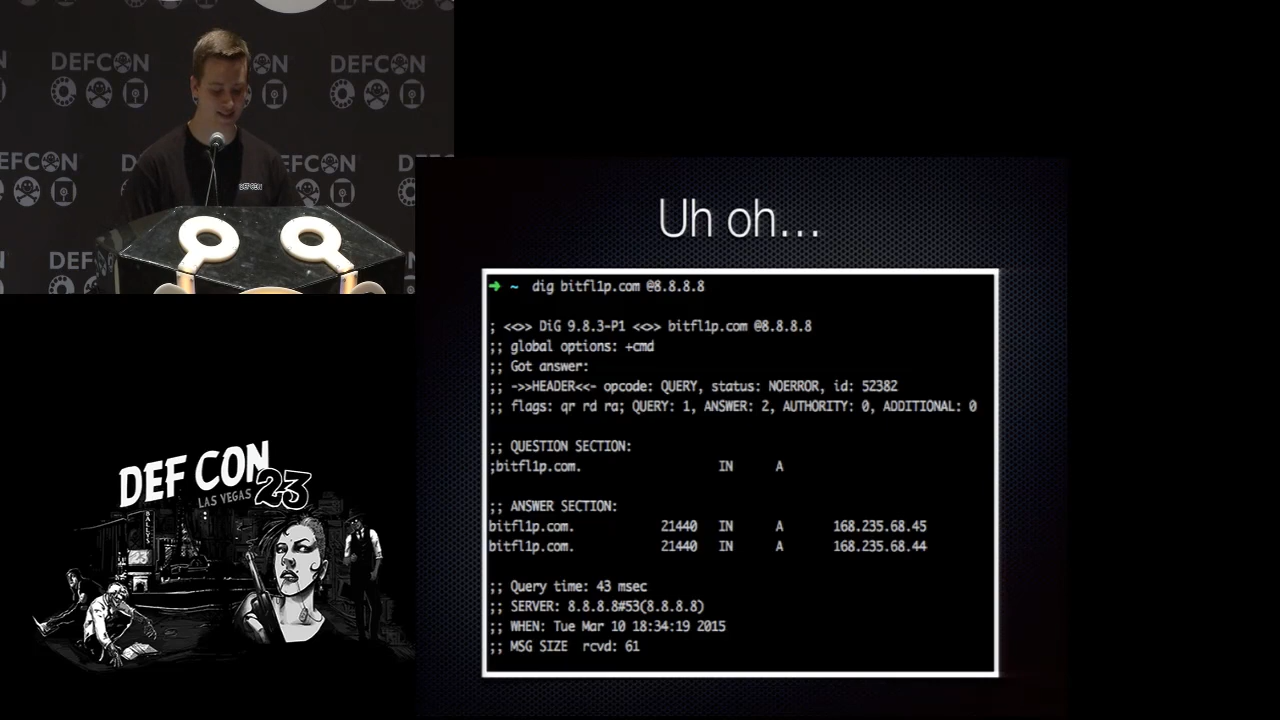 DEFCON
DEFCON
DEFCON
DEFCON
DEFCON
DEFCON
DEF CON 23
LAS VEGAS
BALLYS
Uh oh...
➜ ~ dig bitfl1p.com @8.8.8.8
; <<>> DiG 9.8.3-P1 <<>> bitfl1p.com @8.8.8.8
;; global options: +cmd
;; Got answer:
;; ->>HEADER<<- opcode: QUERY, status: NOERROR, id: 52382
;; flags: qr rd ra; QUERY: 1, ANSWER: 2, AUTHORITY: 0, ADDITIONAL: 0
;; QUESTION SECTION:
;bitfl1p.com. IN A
;; ANSWER SECTION:
bitfl1p.com. 21440 IN A 168.235.68.45
bitfl1p.com. 21440 IN A 168.235.68.44
;; Query time: 43 msec
;; SERVER: 8.8.8.8#53(8.8.8.8)
;; WHEN: Tue Mar 10 18:34:19 2015
;; MSG SIZE rcvd: 61